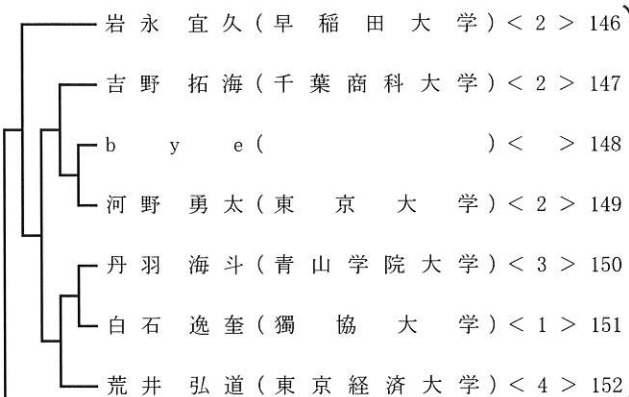 岩永 宜久(早稲田大学)<2> 146
吉野 拓海(千葉商科大学)<2> 147
bye( )< > 148
河野 勇太(東京大学)<2> 149
丹羽 海斗(青山学院大学)<3> 150
白石 逸奎(獨協大学)<1> 151
荒井 弘道(東京経済大学)<4> 152